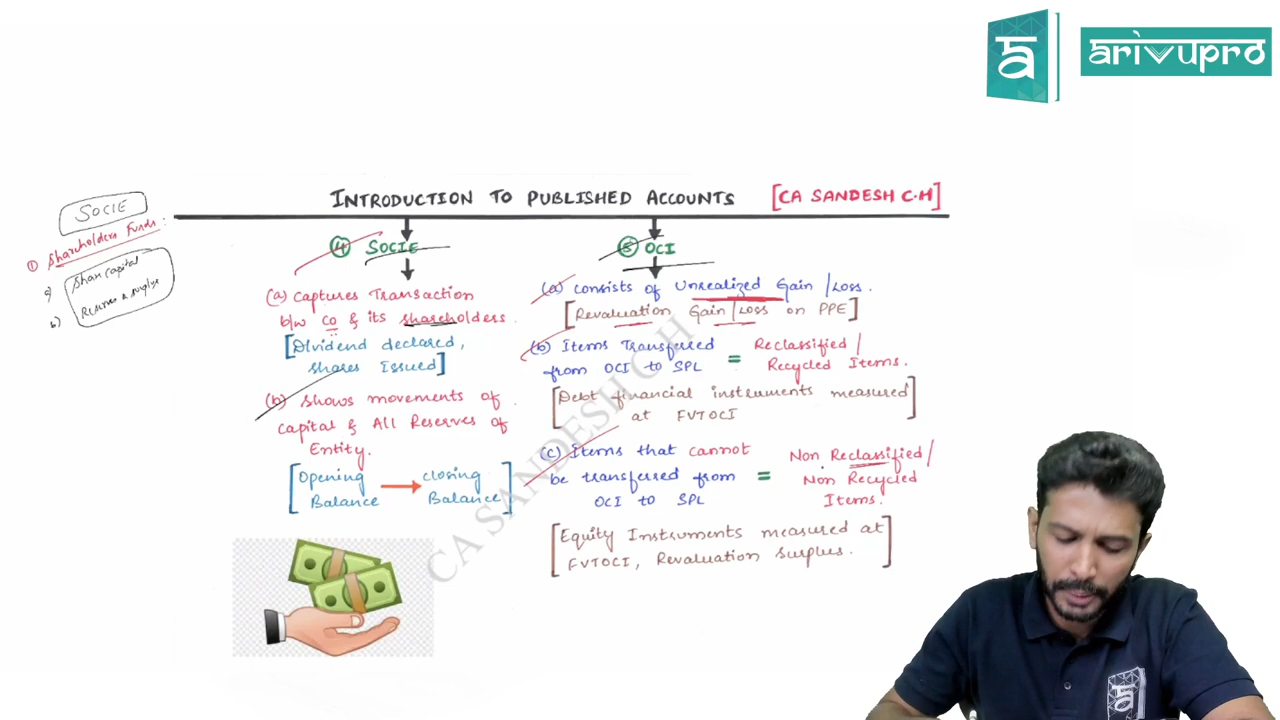 arivupro
INTRODUCTION TO PUBLISHED ACCOUNTS [CA SANDESH C.H]
SOCIE
① Shareholders Funds :
a) Share capital
b) Reserves & surplus
④ SOCIE
(a) Captures Transaction
b/w Co & its shareholders.
[Dividend declared,
shares Issued]
(b) Shows movements of
Capital & All Reserves of
Entity.
[Opening Balance → closing Balance]
⑤ OCI
(a) Consists of Unrealized Gain / Loss.
[Revaluation Gain / Loss on PPE]
(b) Items Transferred
from OCI to SPL = Reclassified /
Recycled Items.
[Debt financial instruments measured
at FVTOCI]
(c) Items that cannot
be transferred from
OCI to SPL = Non Reclassified /
Non Recycled
Items.
[Equity Instruments measured at
FVTOCI, Revaluation Surplus.]
CA SANDESH C H